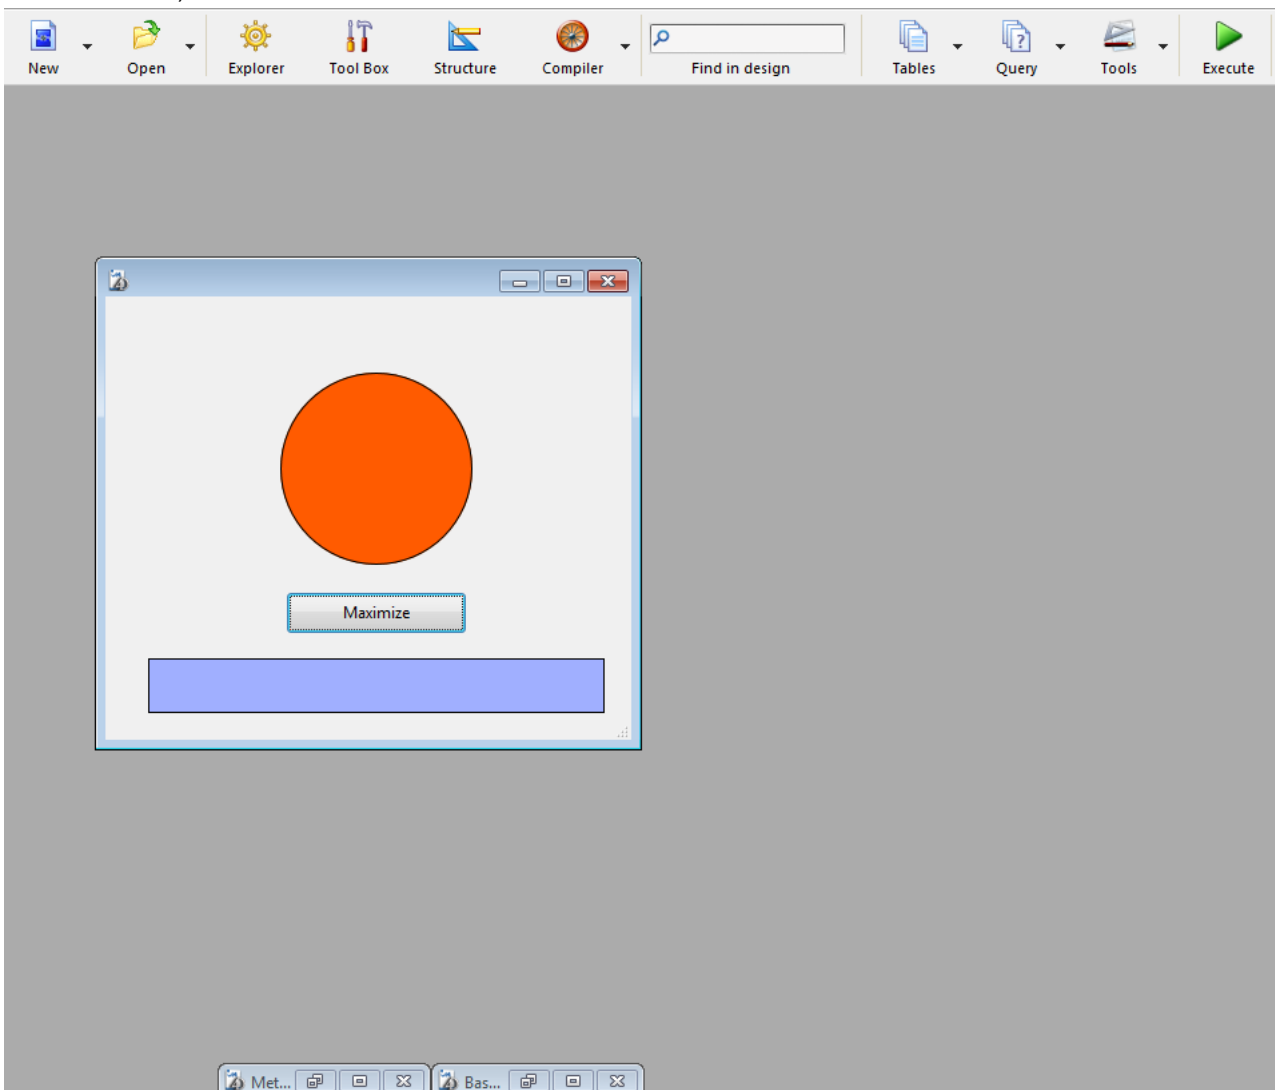 New Open Explorer Tool Box Structure Compiler Find in design Tables Query Tools Execute
Maximize
Met... Bas...